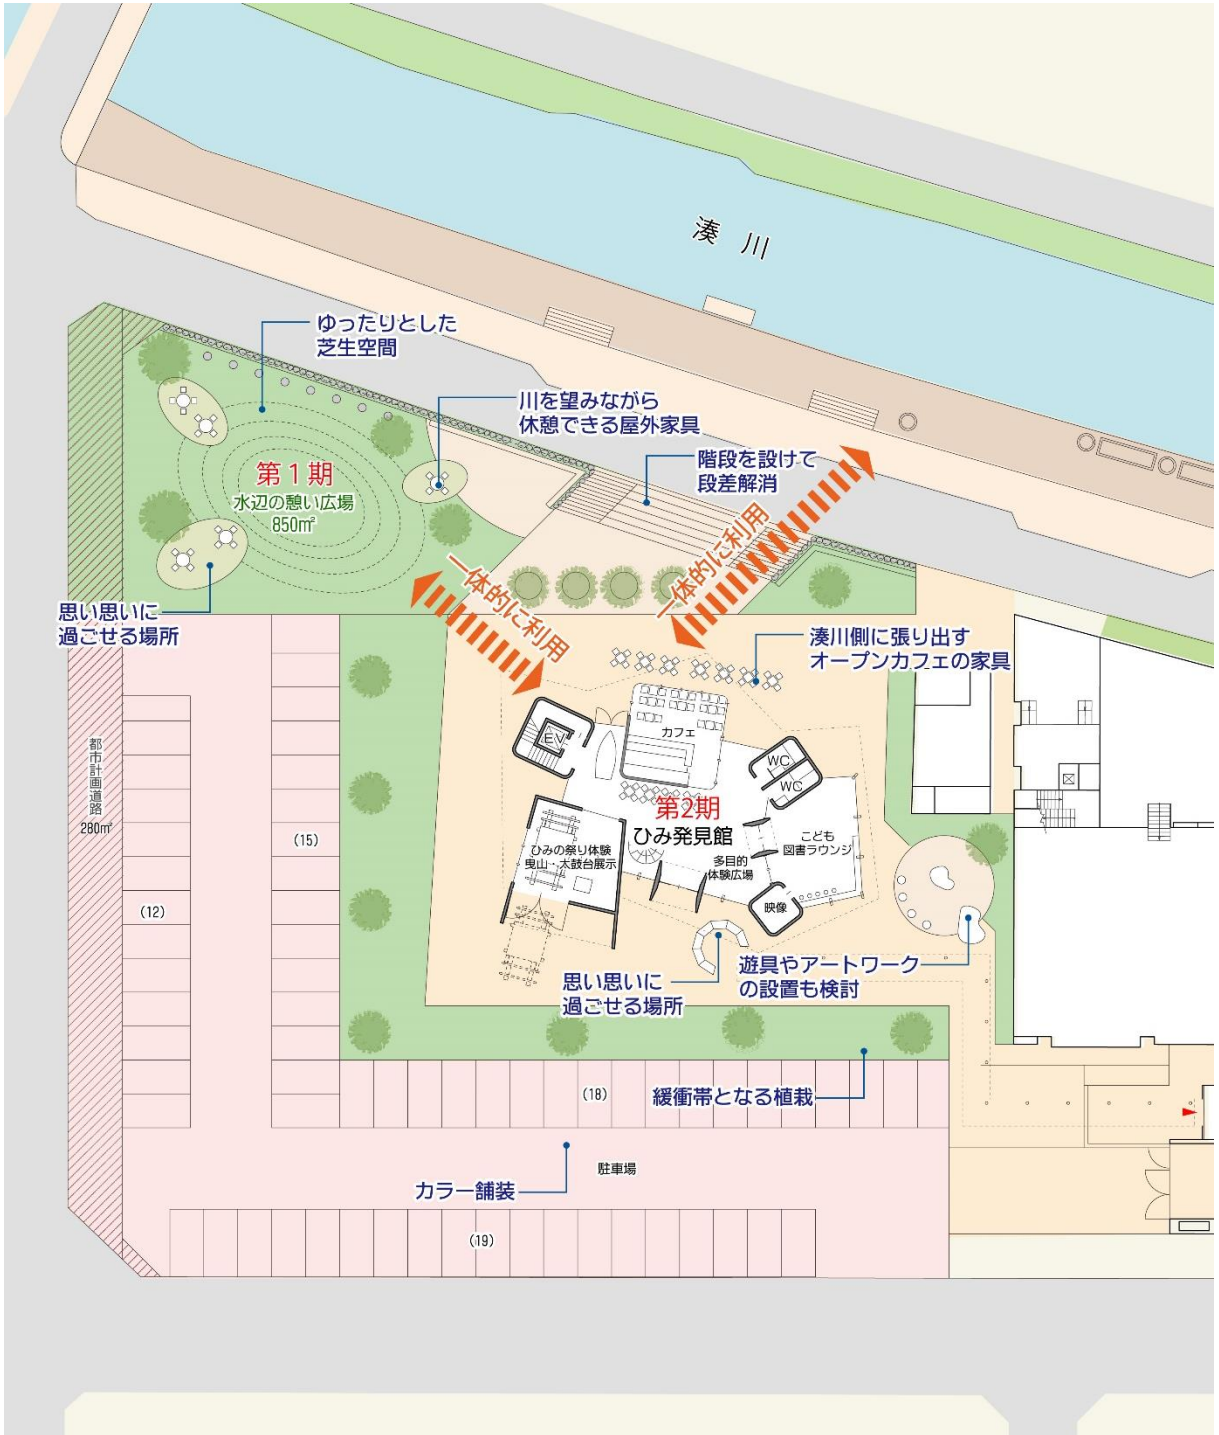 湊川
ゆったりとした
芝生空間
川を望みながら
休憩できる屋外家具
階段を設けて
段差解消
第1期
水辺の憩い広場
850㎡
一体的に利用
一体的に利用
思い思いに
過ごせる場所
湊川側に張り出す
オープンカフェの家具
都市計画道路
280㎡
EV
カフェ
WC
WC
第2期
ひみ発見館
ひみの祭り体験
曳山・太鼓台展示
こども
図書ラウンジ
多目的
体験広場
映像
(15)
(12)
思い思いに
過ごせる場所
遊具やアートワーク
の設置も検討
(18)
緩衝帯となる植栽
駐車場
カラー舗装
(19)